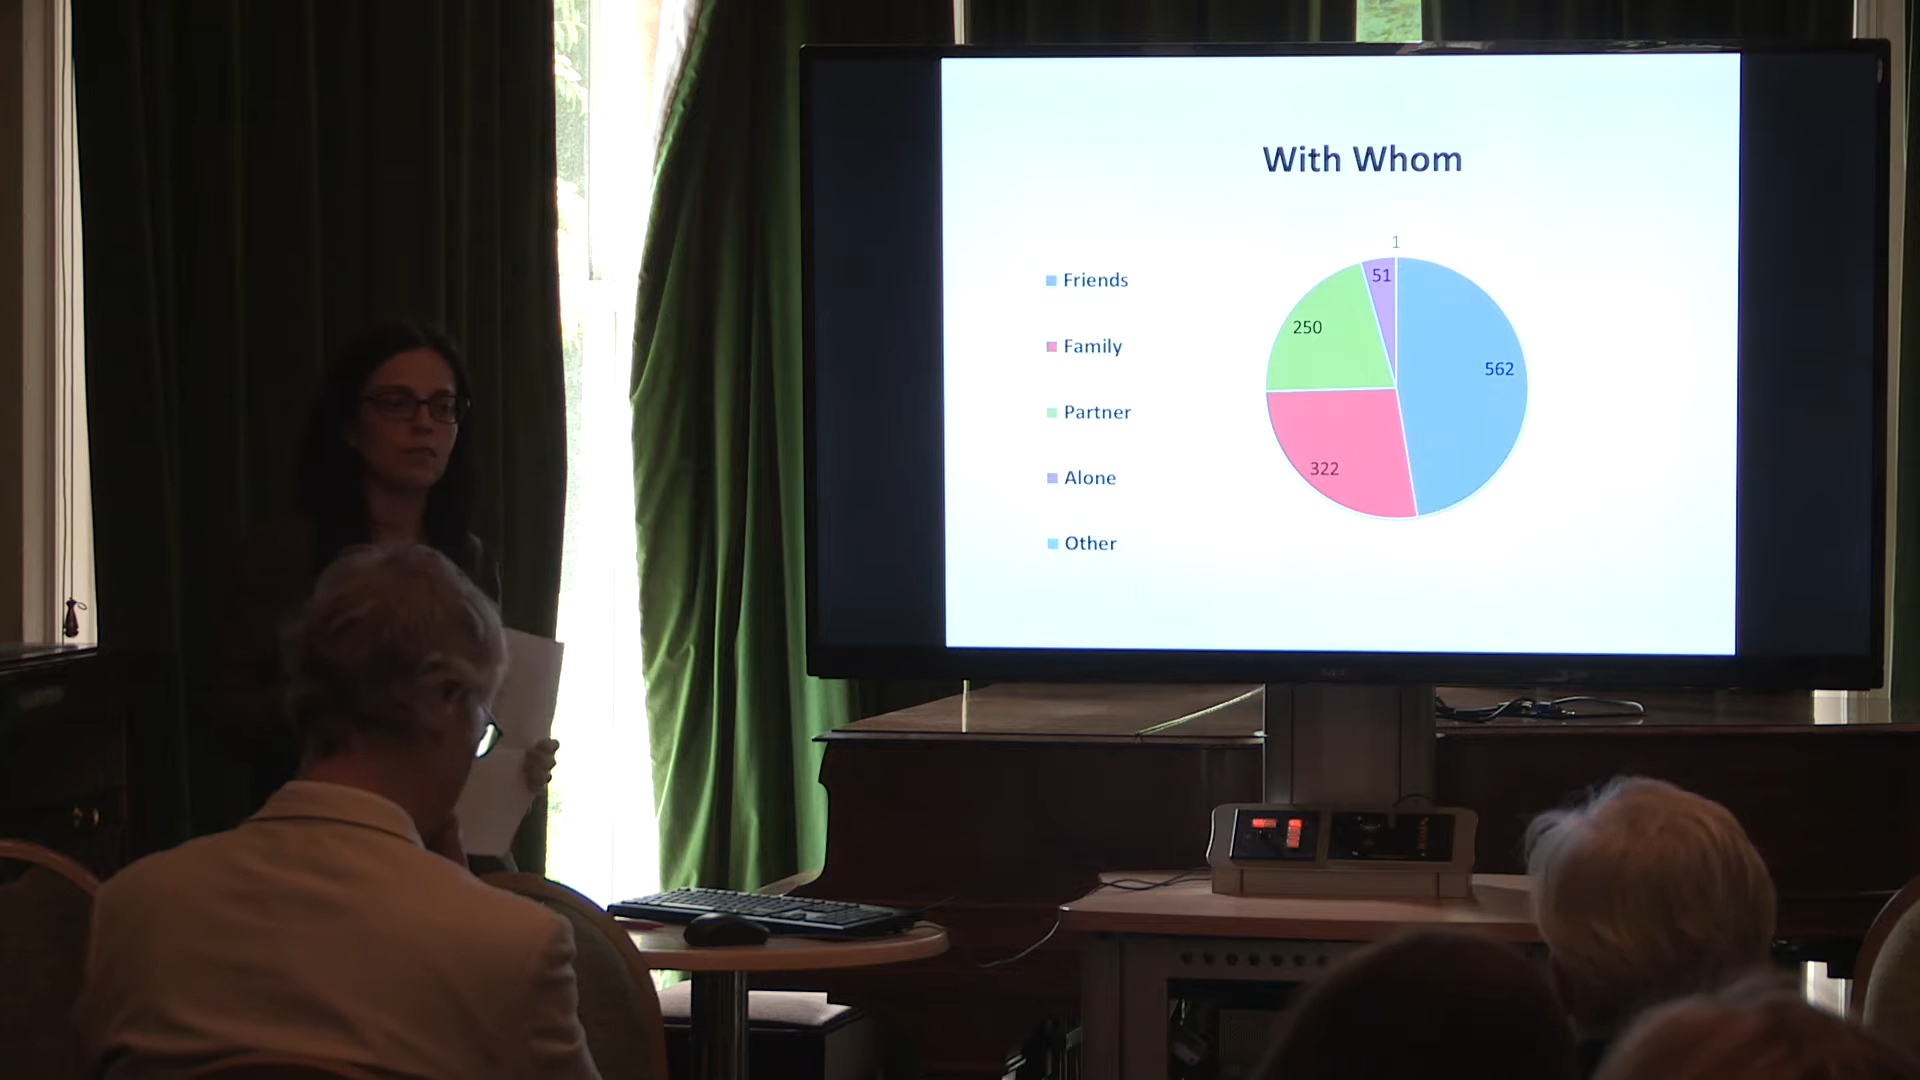 With Whom
Friends
Family
Partner
Alone
Other
1
51
250
562
322